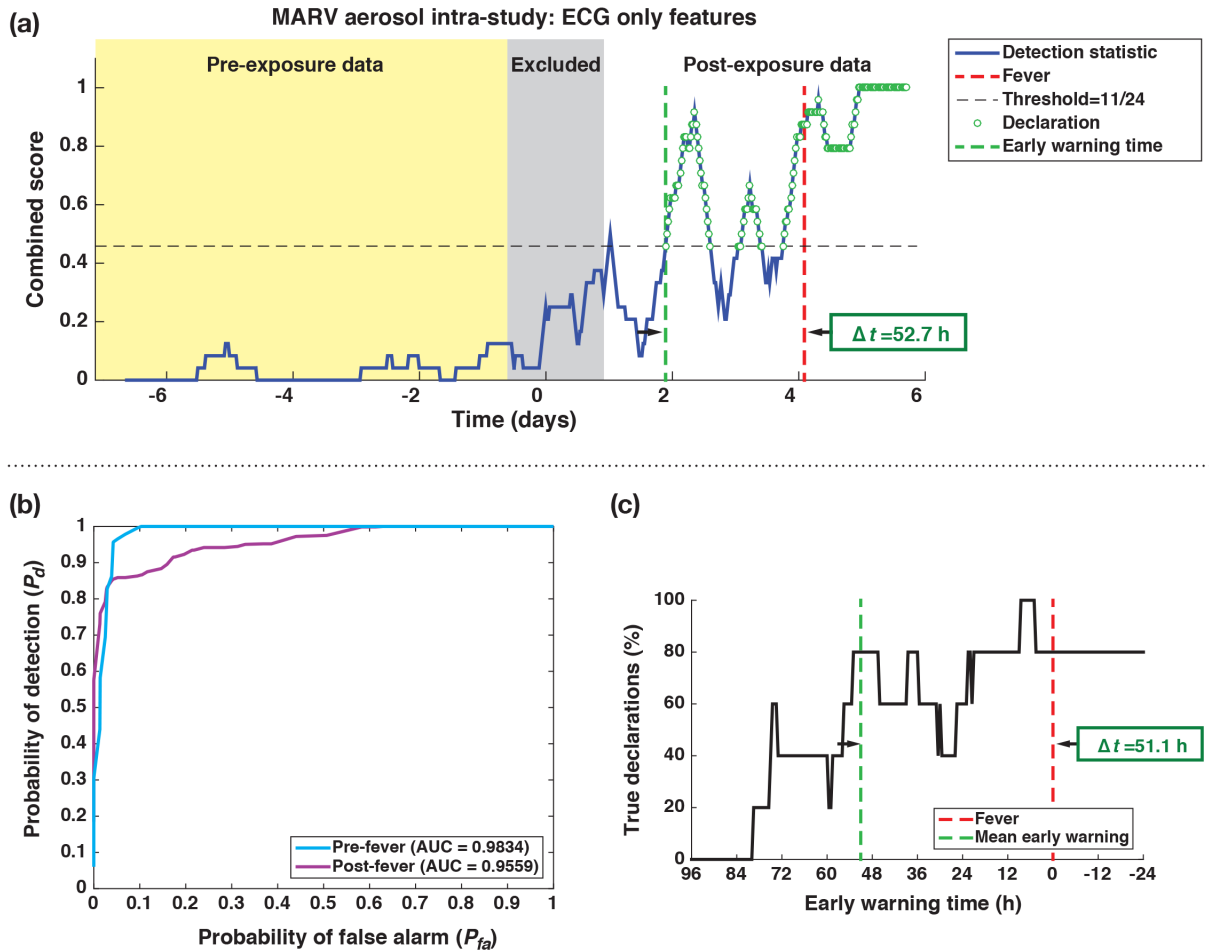 MARV aerosol intra-study: ECG only features
(a)
Pre-exposure data
Excluded
Post-exposure data
Combined score
1
0.8
0.6
0.4
0.2
0
-6
-4
-2
0
2
4
6
Time (days)
Δ t =52.7 h
Detection statistic
Fever
Threshold=11/24
Declaration
Early warning time
(b)
Probability of detection (Pd)
1
0.9
0.8
0.7
0.6
0.5
0.4
0.3
0.2
0.1
0
0 0.1 0.2 0.3 0.4 0.5 0.6 0.7 0.8 0.9 1
Probability of false alarm (Pfa)
Pre-fever (AUC = 0.9834)
Post-fever (AUC = 0.9559)
(c)
True declarations (%)
100
80
60
40
20
0
96 84 72 60 48 36 24 12 0 -12 -24
Early warning time (h)
Δ t =51.1 h
Fever
Mean early warning